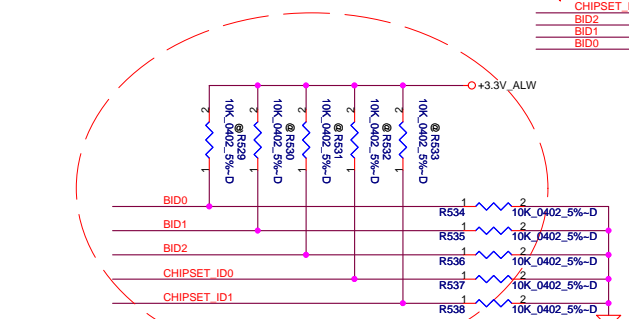 CHIPSET_I
BID2
BID1
BID0
+3.3V_ALW
2 2 2 2 2
@R529 @R530 @R531 @R532 @R533
10K_0402_5%~D 10K_0402_5%~D 10K_0402_5%~D 10K_0402_5%~D 10K_0402_5%~D
1 1 1 1 1
BID0 1 2
R534 10K_0402_5%~D
BID1 1 2
R535 10K_0402_5%~D
BID2 1 2
R536 10K_0402_5%~D
CHIPSET_ID0 1 2
R537 10K_0402_5%~D
CHIPSET_ID1 1 2
R538 10K_0402_5%~D